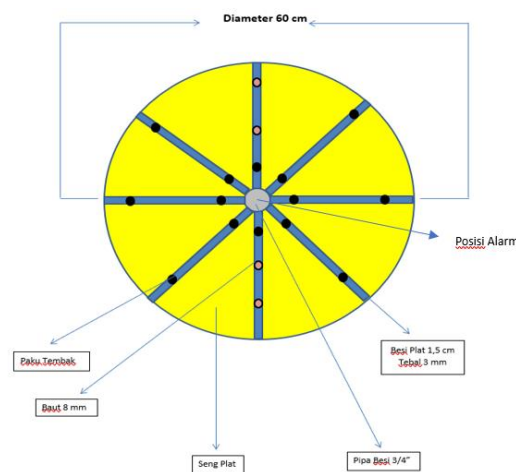 Diameter 60 cm
Posisi Alarm
Besi Plat 1,5 cm
Tebal 3 mm
Paku Tembak
Baut 8 mm
Seng Plat
Pipa Besi 3/4"